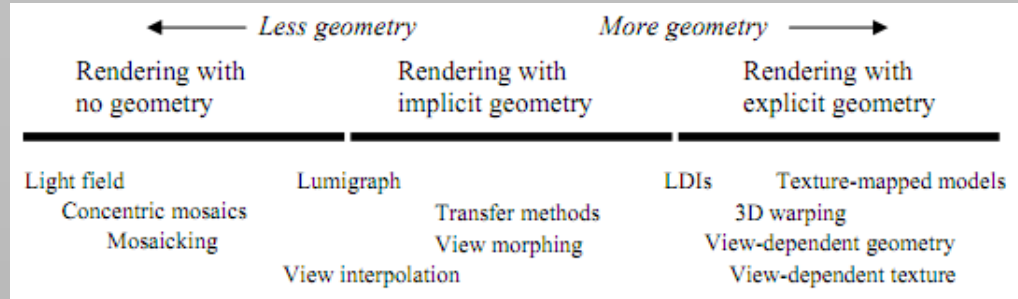 Less geometry More geometry
Rendering with Rendering with Rendering with
no geometry implicit geometry explicit geometry
Light field Lumigraph LDIs Texture-mapped models
Concentric mosaics Transfer methods 3D warping
Mosaicking View morphing View-dependent geometry
View interpolation View-dependent texture